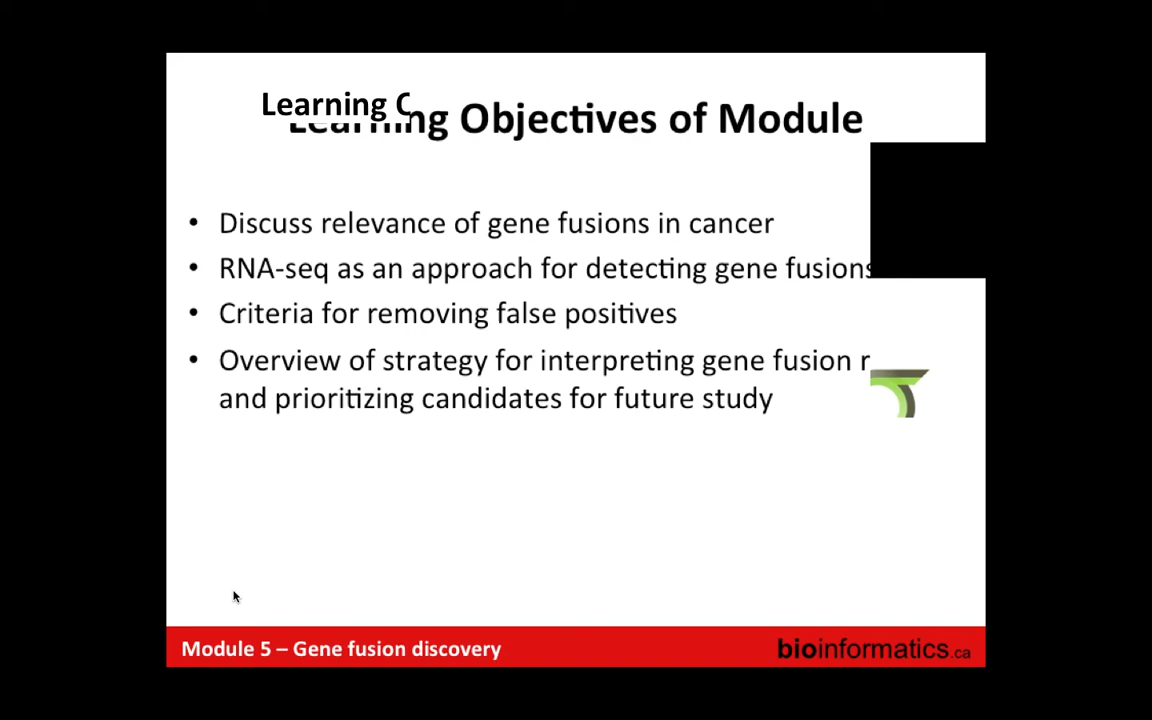 Learning C
Learning Objectives of Module
• Discuss relevance of gene fusions in cancer
• RNA-seq as an approach for detecting gene fusions
• Criteria for removing false positives
• Overview of strategy for interpreting gene fusion r
and prioritizing candidates for future study
Module 5 – Gene fusion discovery
bioinformatics.ca